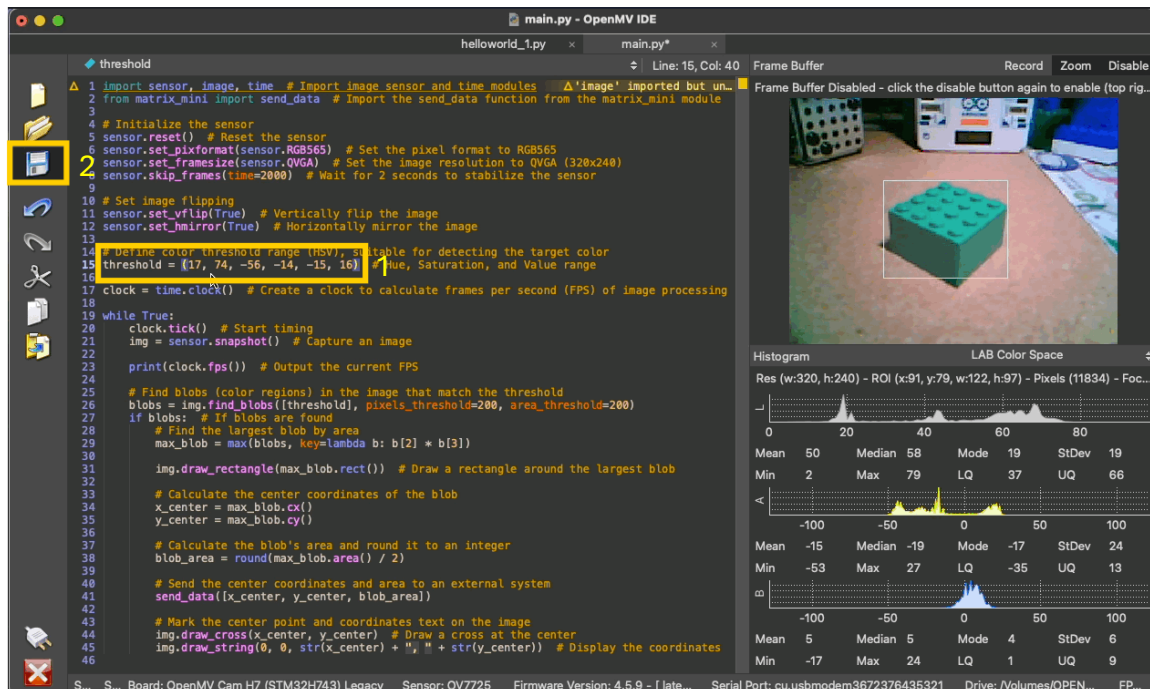 main.py - OpenMV IDE
helloworld_1.py × main.py* ×
threshold Line: 15, Col: 40 Frame Buffer Record Zoom Disable
1 import sensor, image, time # Import image sensor and time modules 'image' imported but un…
Frame Buffer Disabled - click the disable button again to enable (top rig…
2 from matrix_mini import send_data # Import the send_data function from the matrix_mini module
3
4 # Initialize the sensor
5 sensor.reset() # Reset the sensor
6 sensor.set_pixformat(sensor.RGB565) # Set the pixel format to RGB565
sensor.set_framesize(sensor.QVGA) # Set the image resolution to QVGA (320x240)
2
8 sensor.skip_frames(time=2000) # Wait for 2 seconds to stabilize the sensor
9
10 # Set image flipping
11 sensor.set_vflip(True) # Vertically flip the image
12 sensor.set_hmirror(True) # Horizontally mirror the image
13
14 # Define color threshold range (HSV), suitable for detecting the target color
15 threshold = (17, 74, -56, -14, -15, 16) # Hue, Saturation, and Value range
1
16
17 clock = time.clock() # Create a clock to calculate frames per second (FPS) of image processing
18
19 while True:
20 clock.tick() # Start timing
21 img = sensor.snapshot() # Capture an image
22
23 print(clock.fps()) # Output the current FPS
24
25 # Find blobs (color regions) in the image that match the threshold
26 blobs = img.find_blobs([threshold], pixels_threshold=200, area_threshold=200)
27 if blobs: # If blobs are found
28 # Find the largest blob by area
29 max_blob = max(blobs, key=lambda b: b[2] * b[3])
30
31 img.draw_rectangle(max_blob.rect()) # Draw a rectangle around the largest blob
32
33 # Calculate the center coordinates of the blob
34 x_center = max_blob.cx()
35 y_center = max_blob.cy()
36
37 # Calculate the blob's area and round it to an integer
38 blob_area = round(max_blob.area() / 2)
39
40 # Send the center coordinates and area to an external system
41 send_data([x_center, y_center, blob_area])
42
43 # Mark the center point and coordinates text on the image
44 img.draw_cross(x_center, y_center) # Draw a cross at the center
45 img.draw_string(0, 0, str(x_center) + ", " + str(y_center)) # Display the coordinates
46
Histogram LAB Color Space
Res (w:320, h:240) - ROI (x:91, y:79, w:122, h:97) - Pixels (11834) - Foc…
L
0 20 40 60 80
Mean 50 Median 58 Mode 19 StDev 19
Min 2 Max 79 LQ 37 UQ 66
A
-100 -50 0 50 100
Mean -15 Median -19 Mode -17 StDev 24
Min -53 Max 27 LQ -35 UQ 13
B
-100 -50 0 50 100
Mean 5 Median 5 Mode 4 StDev 6
Min -17 Max 24 LQ 1 UQ 9
S... S... Board: OpenMV Cam H7 (STM32H743) Legacy Sensor: OV7725 Firmware Version: 4.5.9 - [ late... Serial Port: cu.usbmodem3672376435321 Drive: /Volumes/OPEN... FP...